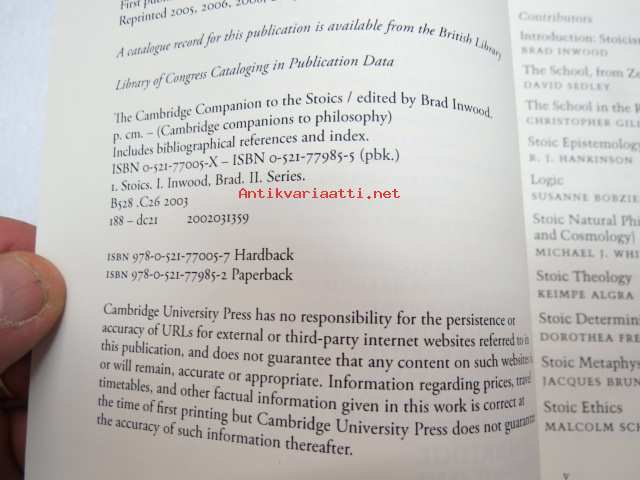 First
Reprinted 2005, 2006,
A catalogue record for this publication is available from the British Library
Library of Congress Cataloging in Publication Data
The Cambridge Companion to the Stoics / edited by Brad Inwood.
p. cm. – (Cambridge companions to philosophy)
Includes bibliographical references and index.
ISBN 0-521-77005-X – ISBN 0-521-77985-5 (pbk.)
1. Stoics. I. Inwood, Brad. II. Series.
B528 .C26 2003
188 – dc21 2002031359
Antikvariaatti.net
ISBN 978-0-521-77005-7 Hardback
ISBN 978-0-521-77985-2 Paperback
Cambridge University Press has no responsibility for the persistence or
accuracy of URLs for external or third-party internet websites referred to in
this publication, and does not guarantee that any content on such websites is,
or will remain, accurate or appropriate. Information regarding prices, travel
timetables, and other factual information given in this work is correct at
the time of first printing but Cambridge University Press does not guarantee
the accuracy of such information thereafter.
Contributors
Introduction: Stoicism
BRAD INWOOD
The School, from
DAVID SEDLEY
The School in the
CHRISTOPHER GILL
Stoic Epistemology
R. J. HANKINSON
Logic
SUSANNE BOBZIEN
Stoic Natural
and Cosmology)
MICHAEL J.
Stoic Theology
KEIMPE ALGRA
Stoic
DOROTHEA
Stoic
JACQUES
Stoic Ethics
MALCOLM
v